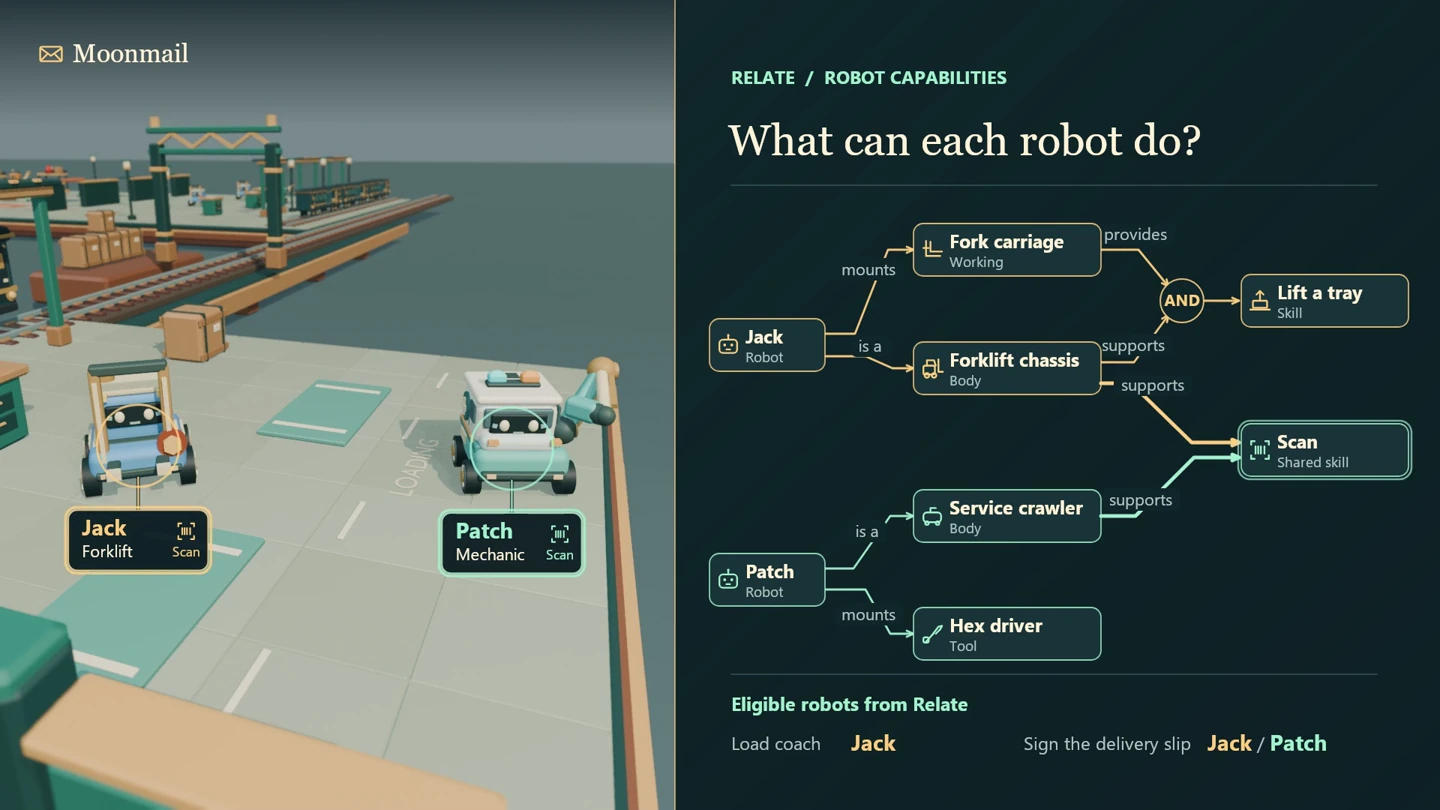 Moonmail
RELATE / ROBOT CAPABILITIES
What can each robot do?
Fork carriage
Working
provides
mounts
AND
Lift a tray
Skill
Jack
Robot
is a
Forklift chassis
Body
supports
supports
Scan
Shared skill
Service crawler
Body
supports
is a
Patch
Robot
mounts
Hex driver
Tool
Eligible robots from Relate
Load coach Jack
Sign the delivery slip Jack / Patch
LOADING
Jack
Forklift
Scan
Patch
Mechanic
Scan